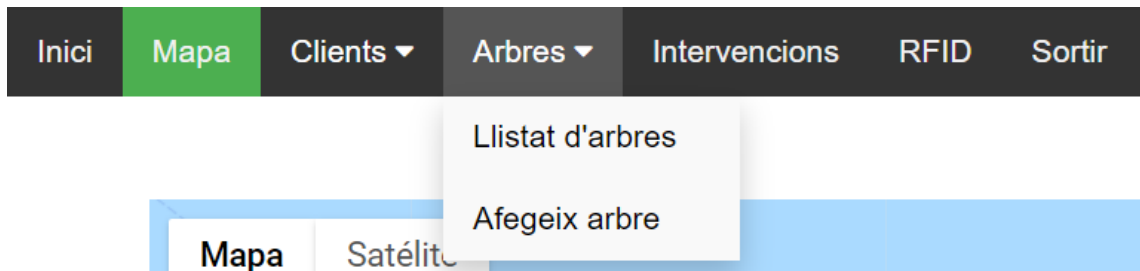 Inici Mapa Clients Arbres Intervencions RFID Sortir
Llistat d'arbres
Afegeix arbre
Mapa Satélite